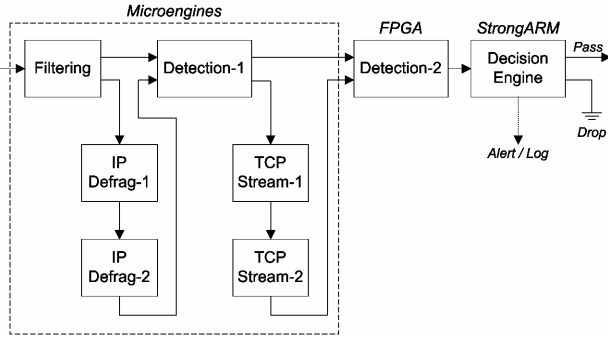 Microengines
FPGA
StrongARM
Filtering
Detection-1
Detection-2
Decision
Engine
Pass
Drop
Alert / Log
IP
Defrag-1
TCP
Stream-1
IP
Defrag-2
TCP
Stream-2